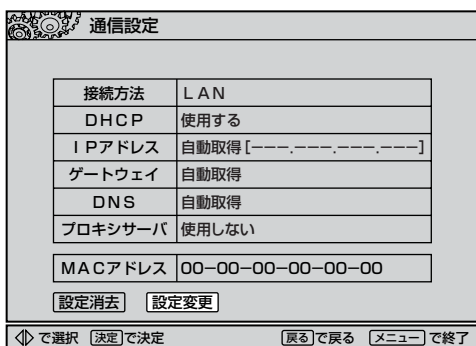 通信設定
接続方法 LAN
DHCP 使用する
IPアドレス 自動取得[−−−.−−−.−−−.−−−]
ゲートウェイ 自動取得
DNS 自動取得
プロキシサーバ 使用しない
MACアドレス 00−00−00−00−00−00
設定消去 設定変更
で選択 決定で決定 戻るで戻る メニューで終了